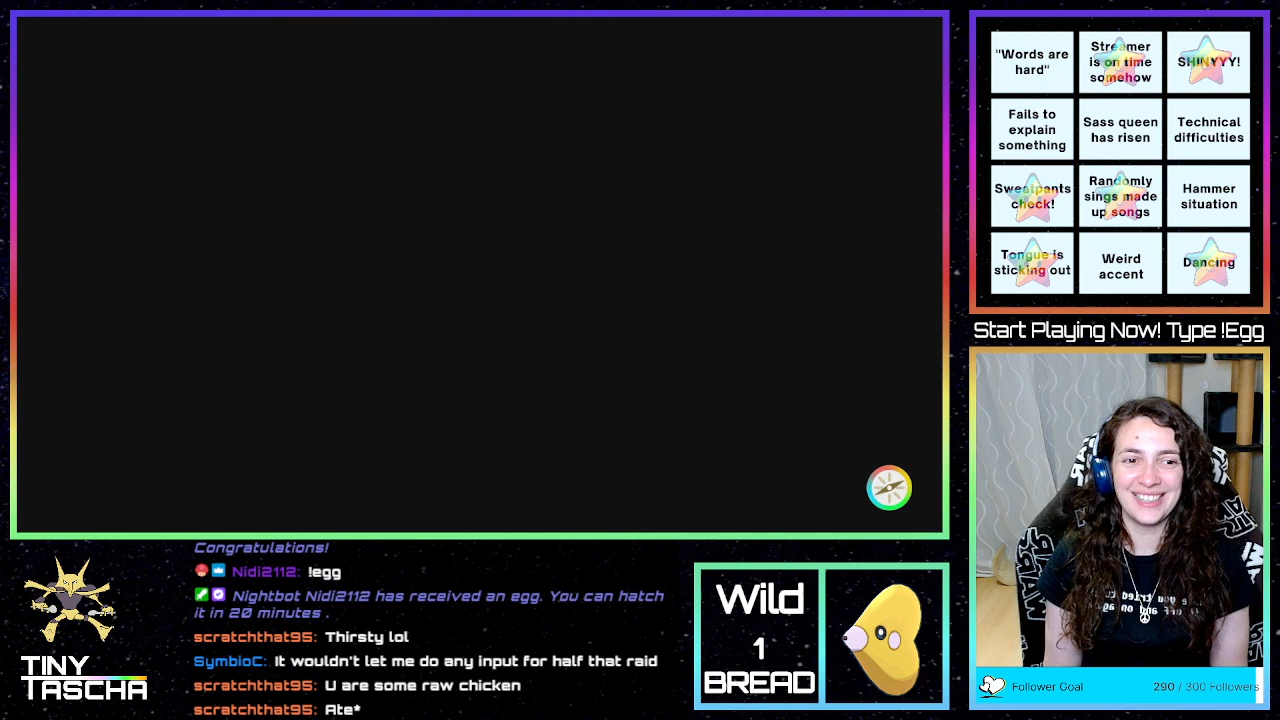 "Words are
hard"
Streamer
is on time
somehow
SHINYYY!
Fails to
explain
something
Sass queen
has risen
Technical
difficulties
Sweatpants
check!
Randomly
sings made
up songs
Hammer
situation
Tongue is
sticking out
Weird
accent
Dancing
Start Playing Now! Type !Egg
Congratulations!
Nidi2112: !egg
Nightbot Nidi2112 has received an egg. You can hatch
it in 20 minutes .
scratchthat95: Thirsty lol
SymbioC: It wouldn't let me do any input for half that raid
scratchthat95: U are some raw chicken
scratchthat95: Ate*
TINY
TASCHA
Wild
1
BREAD
Follower Goal 290 / 300 Followers